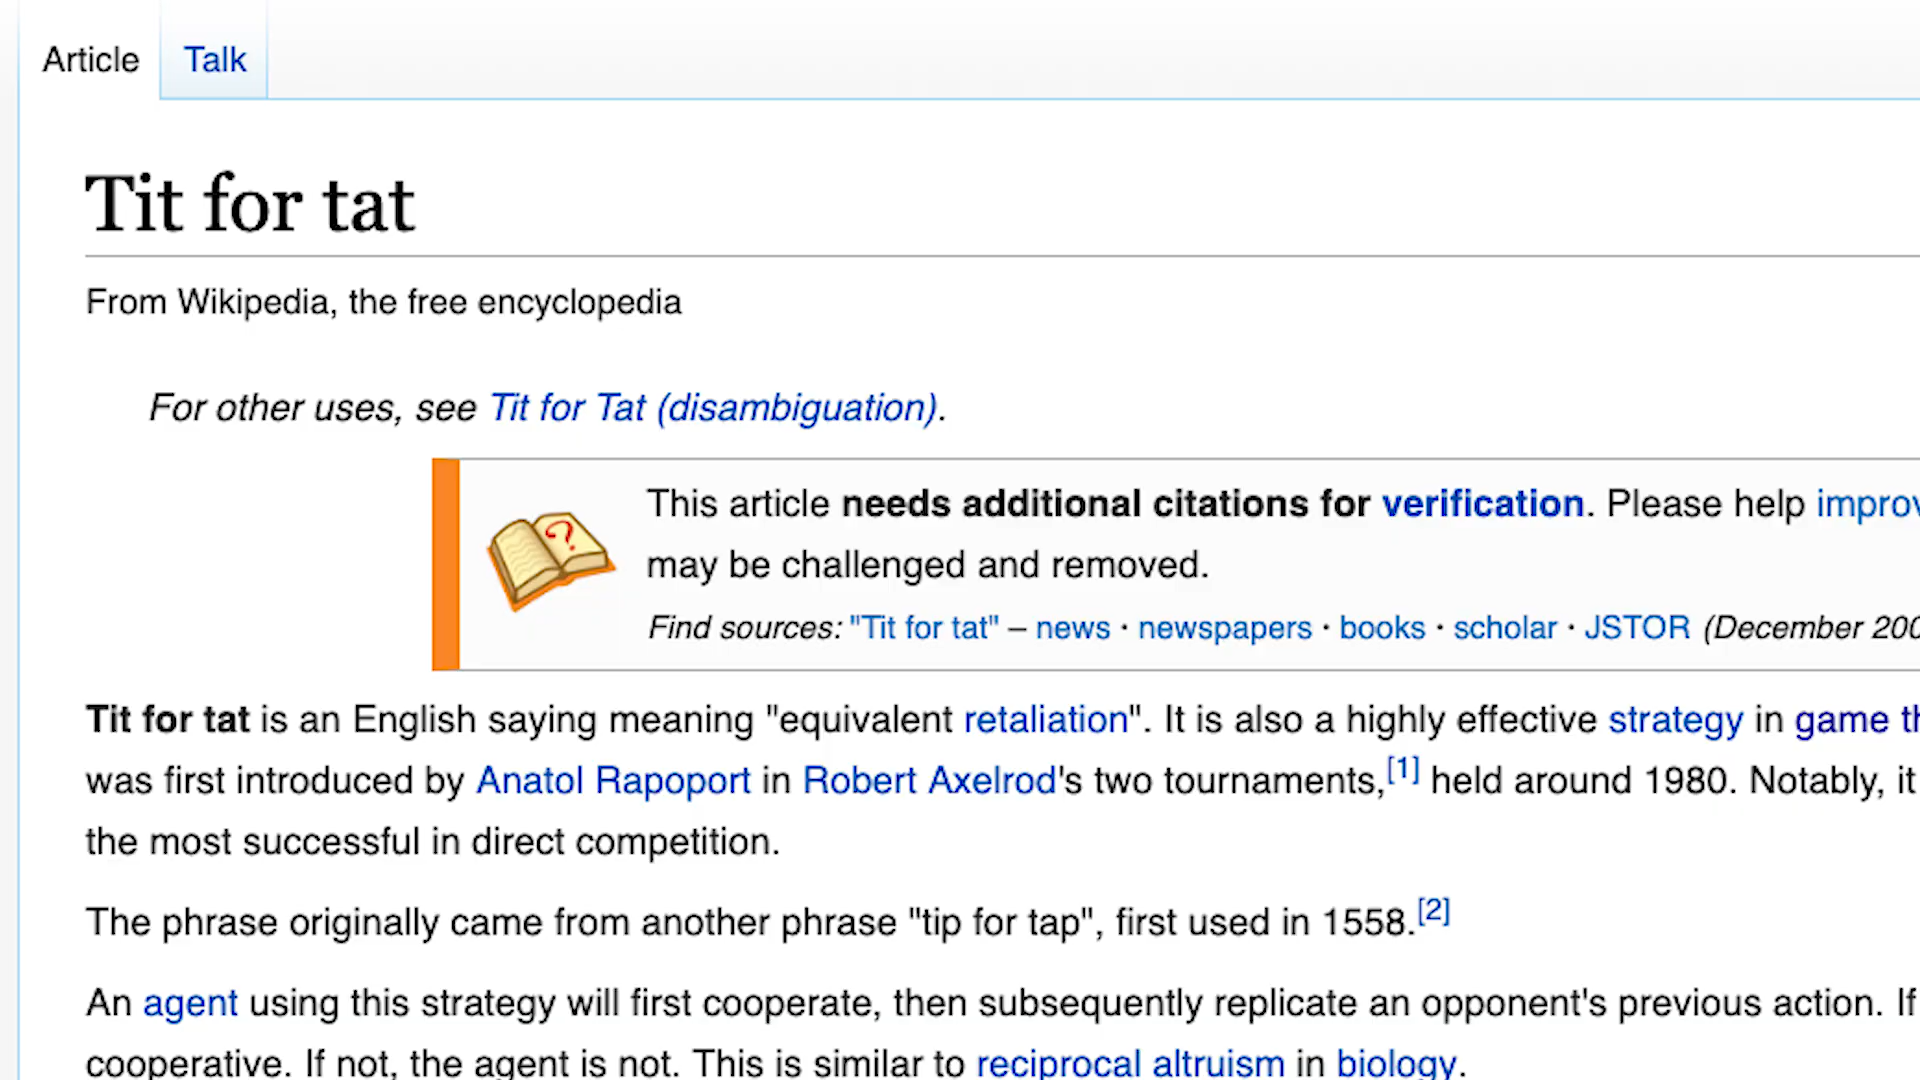 Article Talk
Tit for tat
From Wikipedia, the free encyclopedia
For other uses, see Tit for Tat (disambiguation).
This article needs additional citations for verification. Please help
may be challenged and removed.
Find sources: "Tit for tat" – news · newspapers · books · scholar · JSTOR (December
Tit for tat is an English saying meaning "equivalent retaliation". It is also a highly effective strategy in game
was first introduced by Anatol Rapoport in Robert Axelrod's two tournaments,[1] held around 1980. Notably, it
the most successful in direct competition.
The phrase originally came from another phrase "tip for tap", first used in 1558.[2]
An agent using this strategy will first cooperate, then subsequently replicate an opponent's previous action. If
cooperative. If not, the agent is not. This is similar to reciprocal altruism in biology.